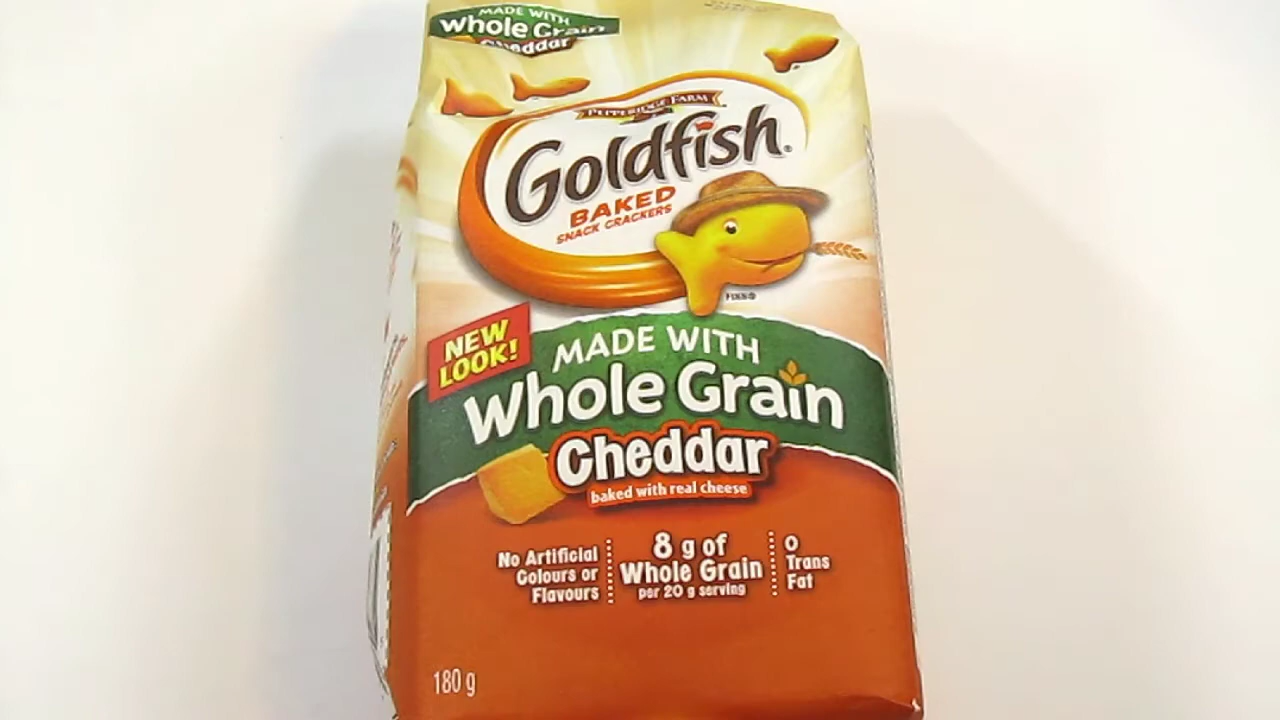 MADE WITH
Whole Grain
Cheddar
PEPPERIDGE FARM
Goldfish®
BAKED
SNACK CRACKERS
FINN®
NEW
LOOK!
MADE WITH
Whole Grain
Cheddar
baked with real cheese
No Artificial
Colours or
Flavours
8 g of
Whole Grain
per 20 g serving
0
Trans
Fat
180 g